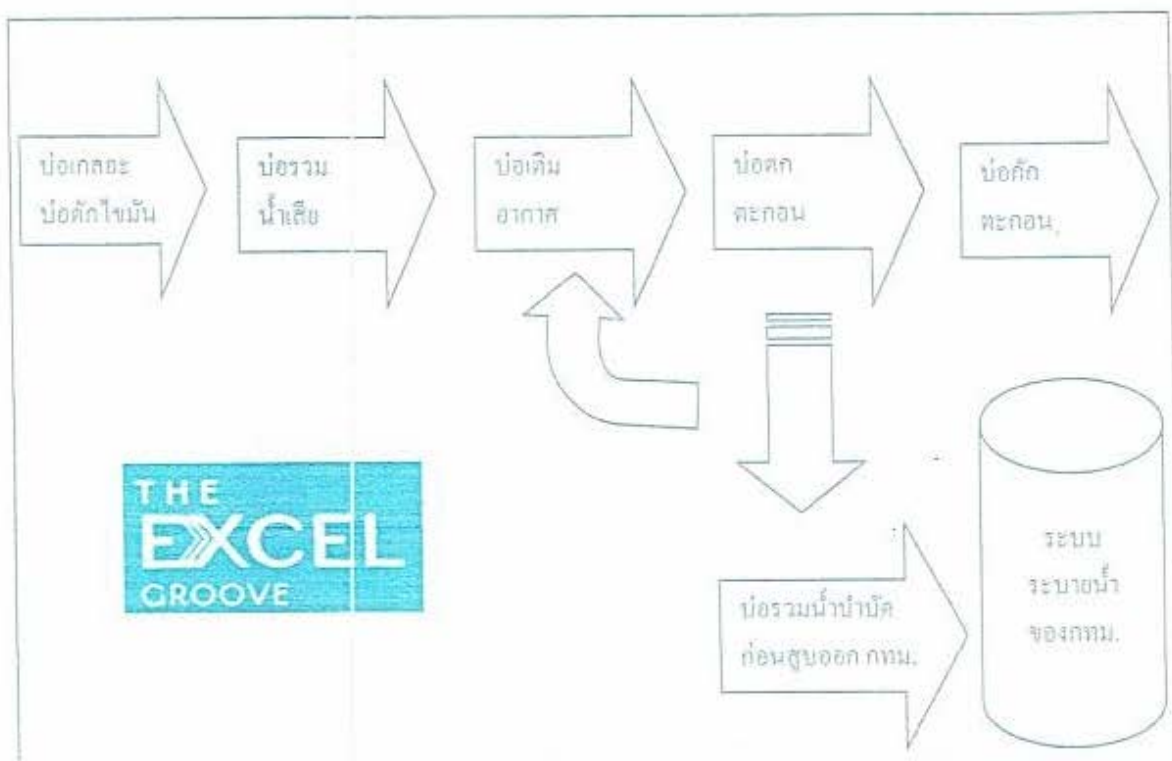 บ่อเกลอะ
บ่อดักไขมัน
บ่อรวม
น้ำเสีย
บ่อเติม
อากาศ
บ่อตก
ตะกอน
บ่อกัก
ตะกอน
THE
EXCEL
GROOVE
บ่อรวมน้ำบำบัด
ก่อนสูบออก กทม.
ระบบ
ระบายน้ำ
ของกทม.